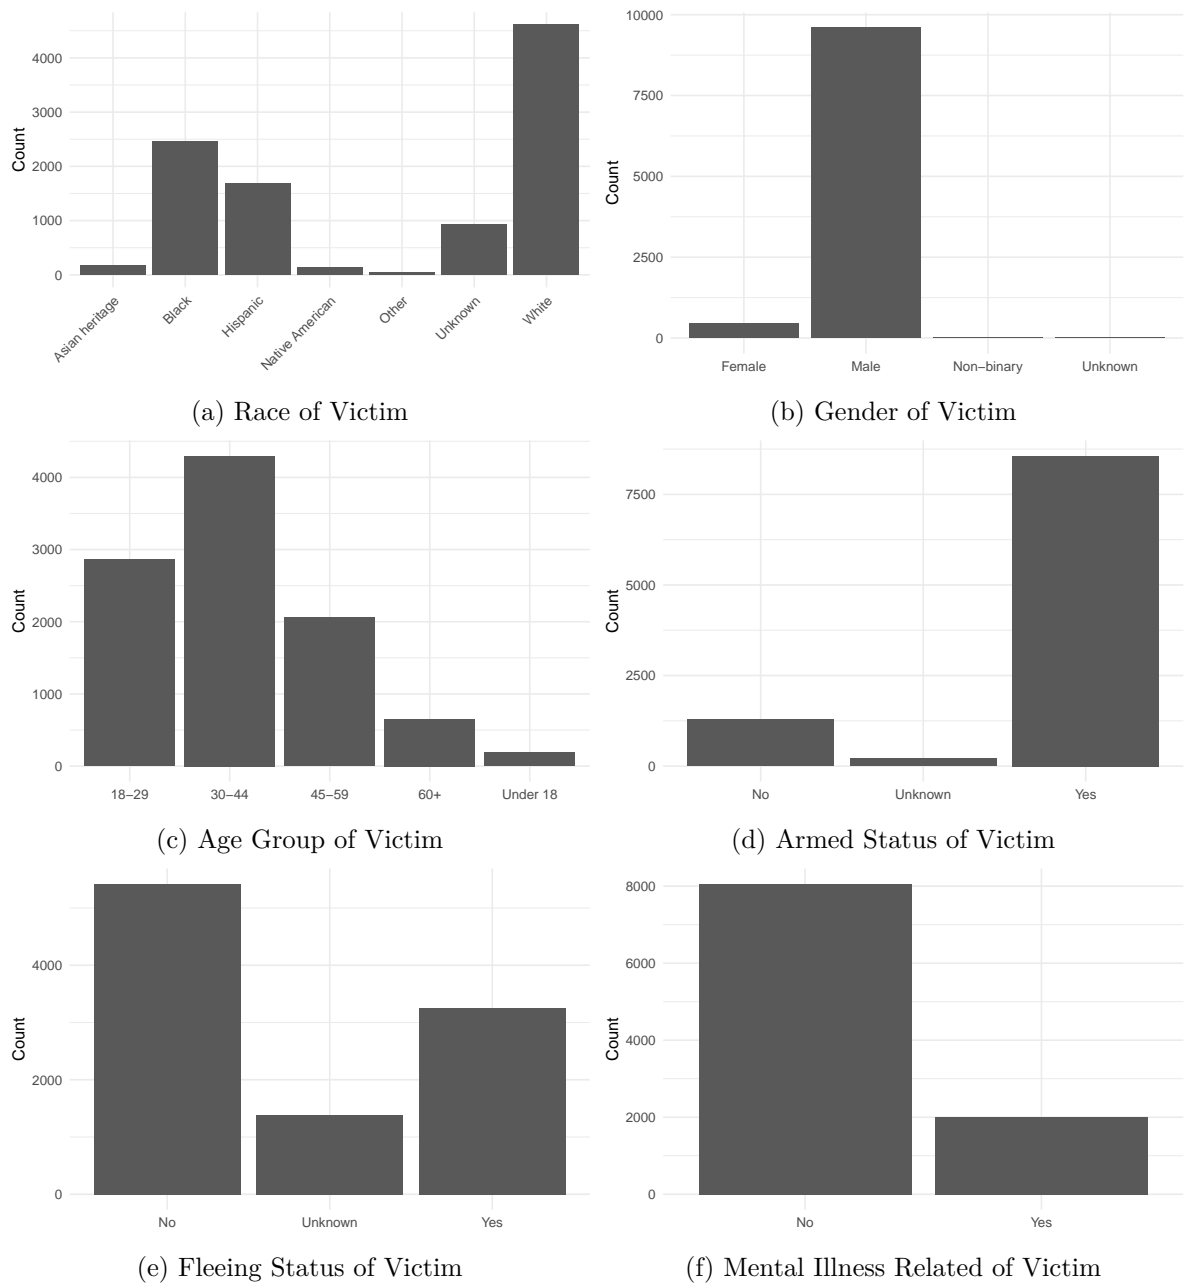 Count
4000
3000
2000
1000
0
Asian heritage
Black
Hispanic
Native American
Other
Unknown
White
(a) Race of Victim
Count
10000
7500
5000
2500
0
Female
Male
Non−binary
Unknown
(b) Gender of Victim
Count
4000
3000
2000
1000
0
18−29
30−44
45−59
60+
Under 18
(c) Age Group of Victim
Count
7500
5000
2500
0
No
Unknown
Yes
(d) Armed Status of Victim
Count
4000
2000
0
No
Unknown
Yes
(e) Fleeing Status of Victim
Count
8000
6000
4000
2000
0
No
Yes
(f) Mental Illness Related of Victim